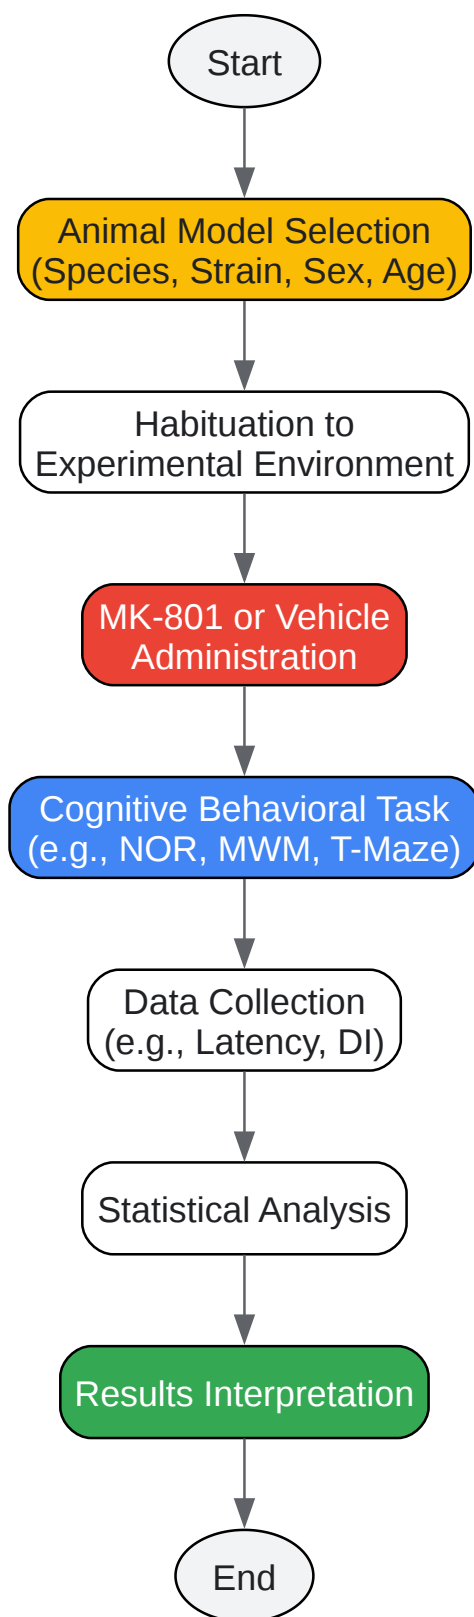 Start
Animal Model Selection
(Species, Strain, Sex, Age)
Habituation to
Experimental Environment
MK-801 or Vehicle
Administration
Cognitive Behavioral Task
(e.g., NOR, MWM, T-Maze)
Data Collection
(e.g., Latency, DI)
Statistical Analysis
Results Interpretation
End